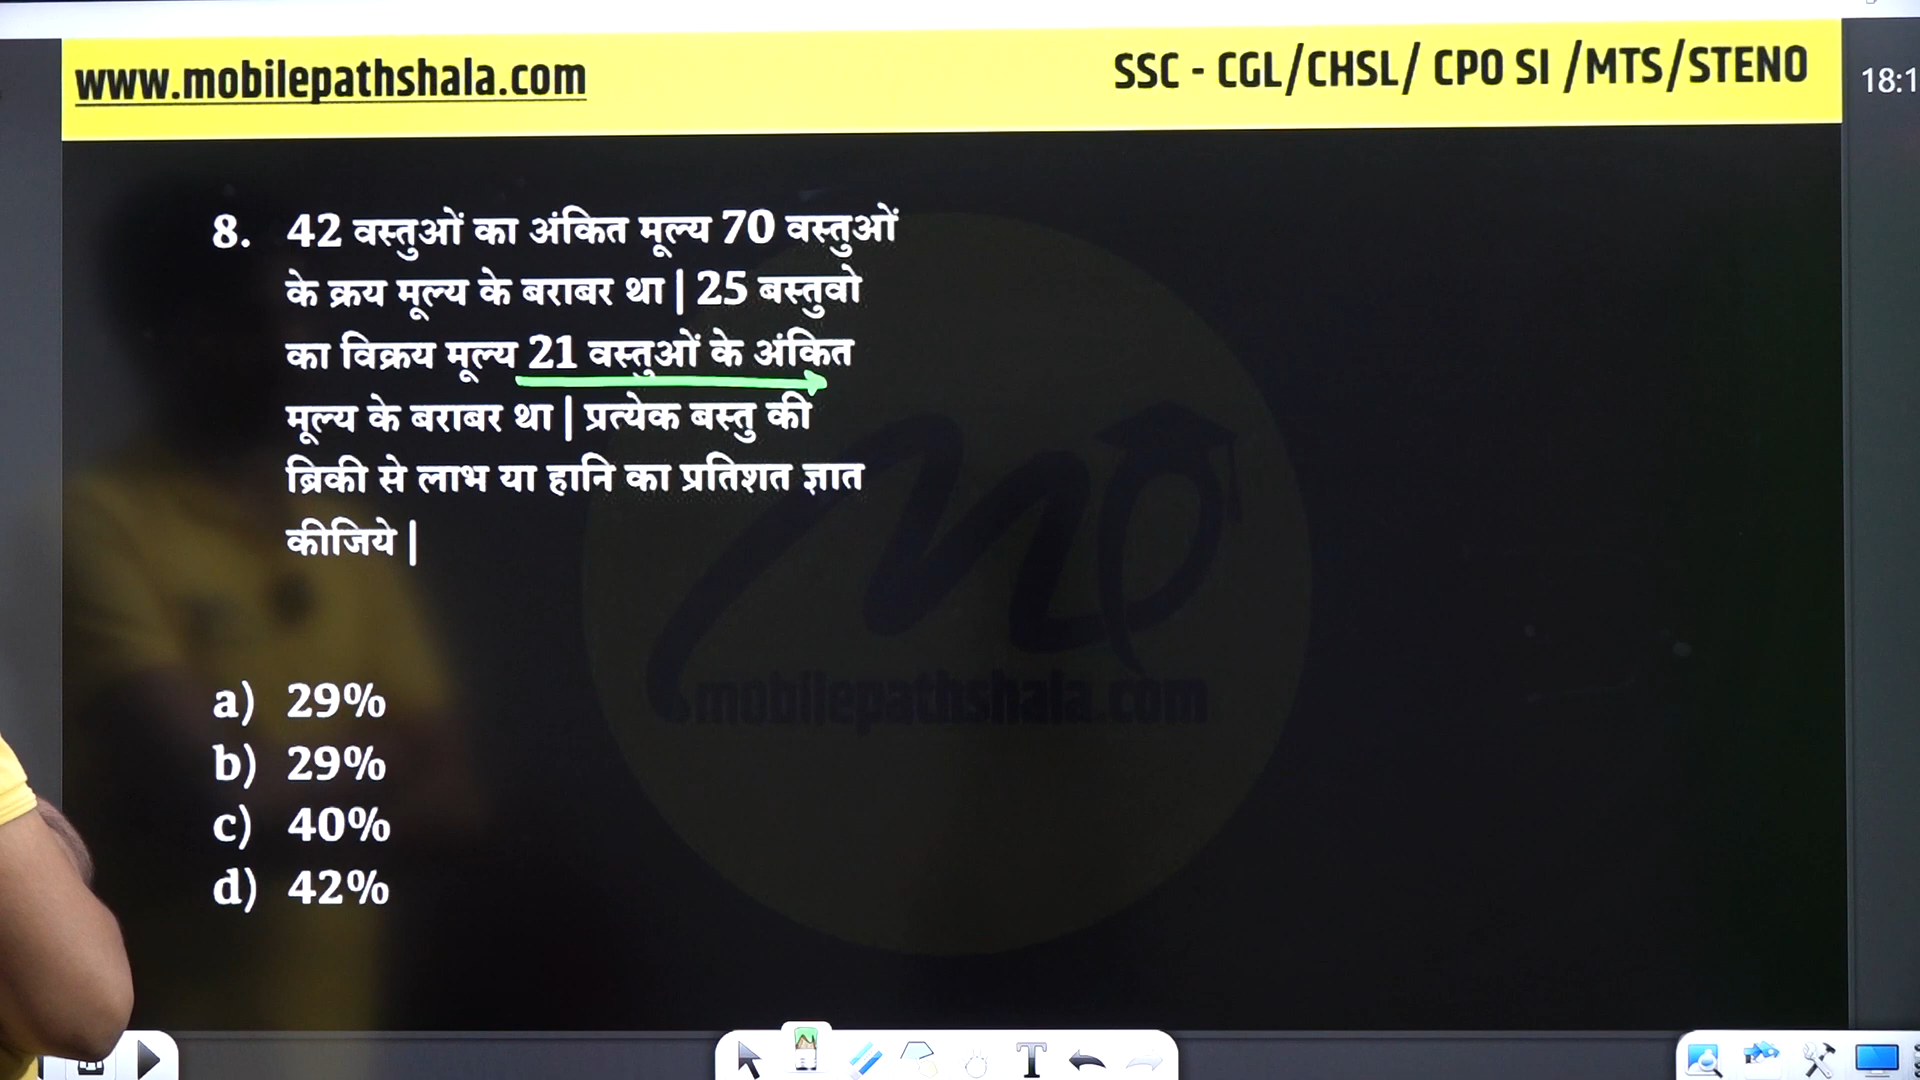 www.mobilepathshala.com
SSC - CGL/CHSL/ CPO SI /MTS/STENO
18:1
8. 42 वस्तुओं का अंकित मूल्य 70 वस्तुओं
के क्रय मूल्य के बराबर था | 25 बस्तुवो
का विक्रय मूल्य 21 वस्तुओं के अंकित
मूल्य के बराबर था | प्रत्येक बस्तु की
ब्रिकी से लाभ या हानि का प्रतिशत ज्ञात
कीजिये |
mobilepathshala.com
a) 29%
b) 29%
c) 40%
d) 42%
T